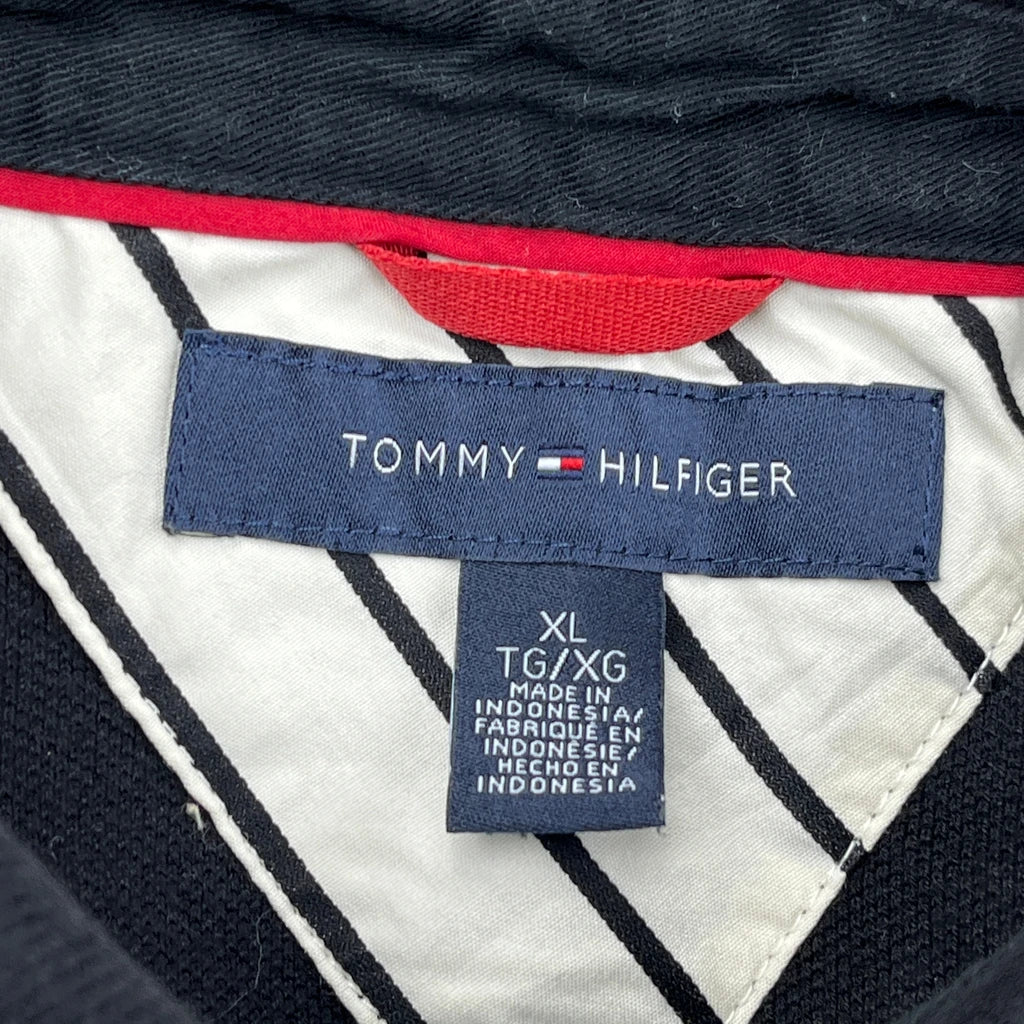 TOMMY HILFIGER
XL
TG/XG
MADE IN
INDONESIA/
FABRIQUÉ EN
INDONÉSIE/
HECHO EN
INDONESIA